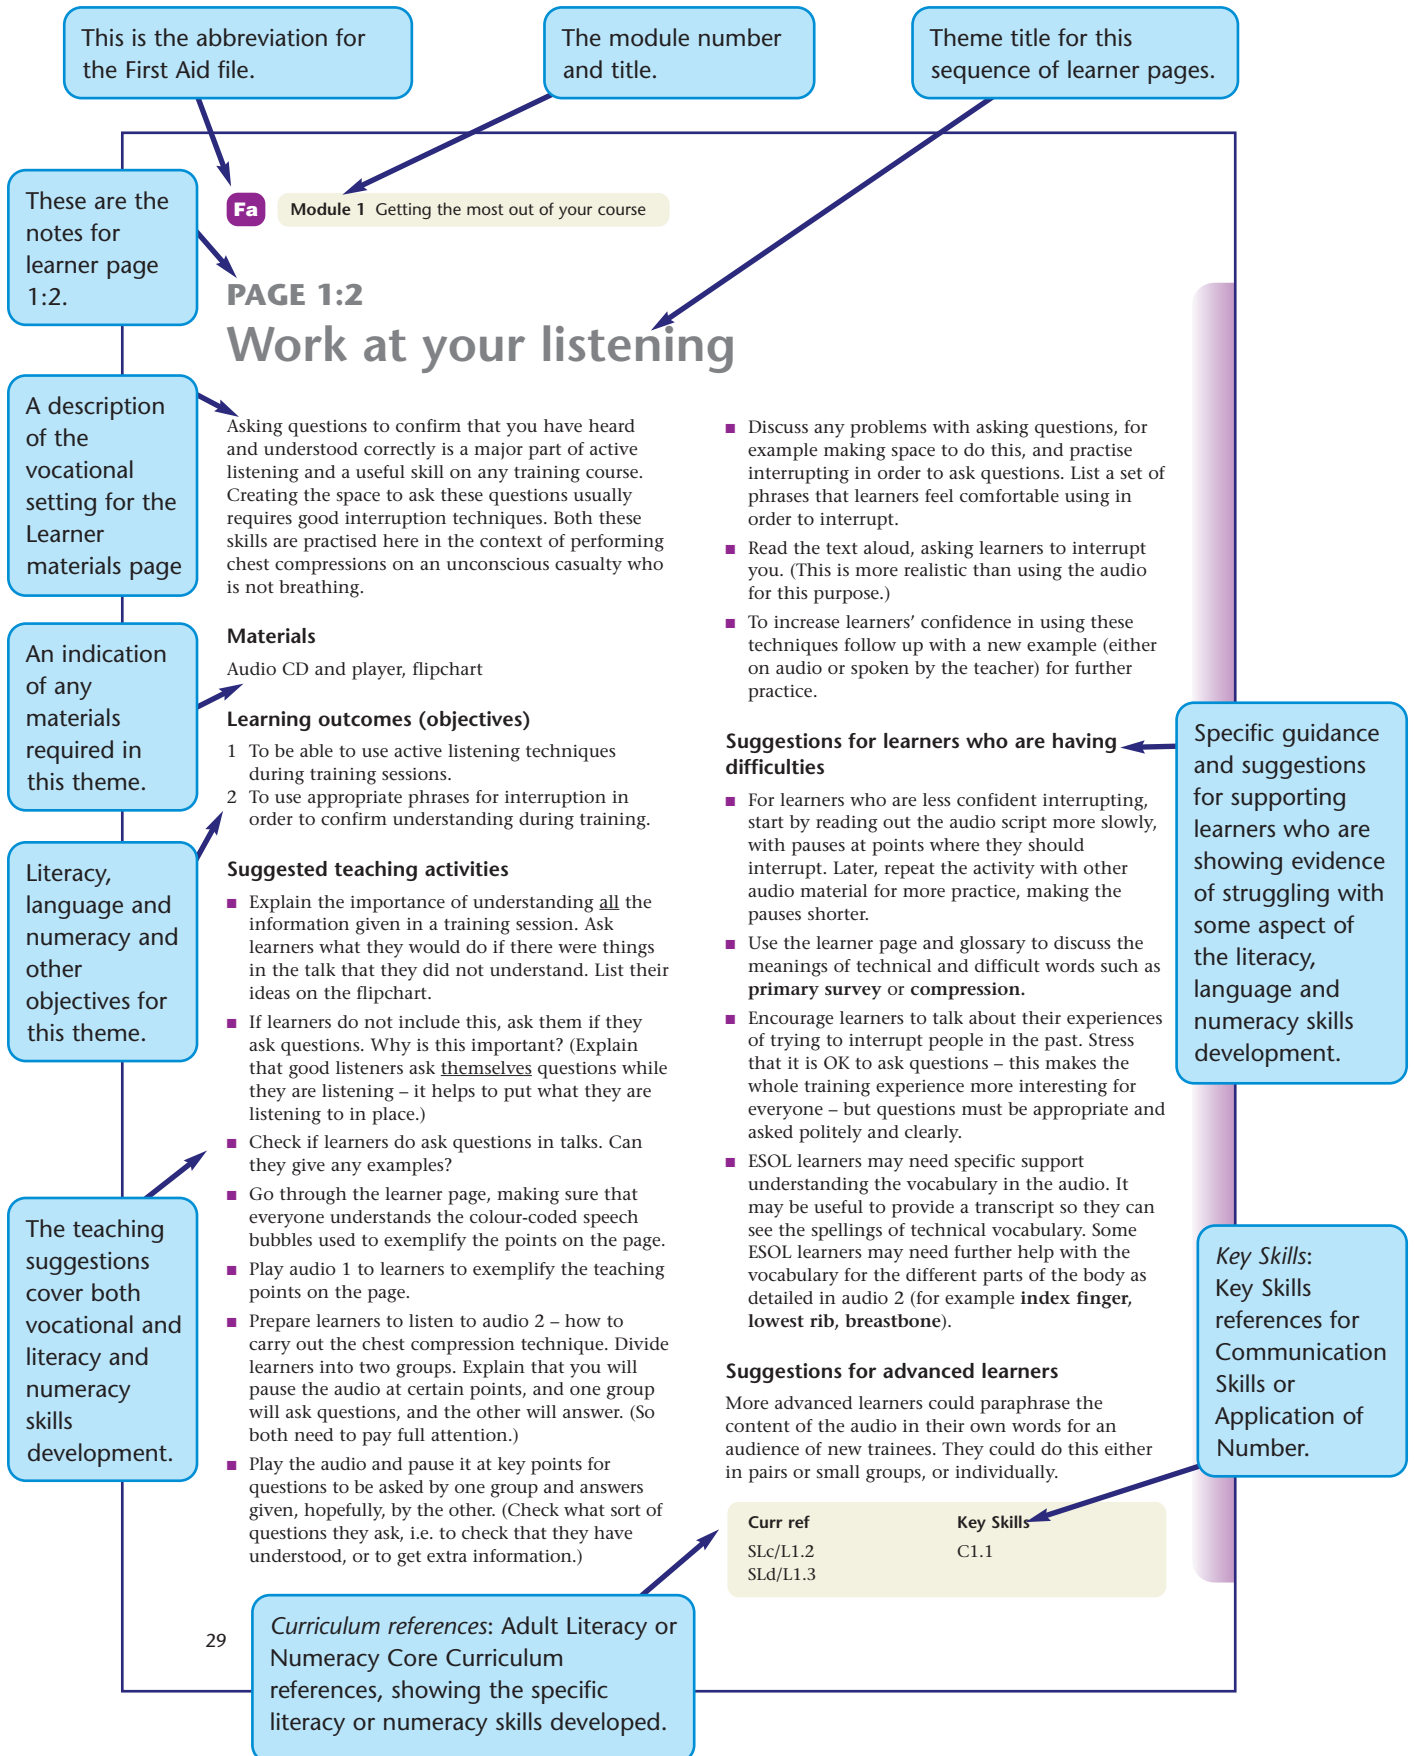 This is the abbreviation for
the First Aid file.
The module number
and title.
Theme title for this
sequence of learner pages.
These are the
notes for
learner page
1:2.
Fa
Module 1 Getting the most out of your course
PAGE 1:2
Work at your listening
A description
of the
vocational
setting for the
Learner
materials page
An indication
of any
materials
required in
this theme.
Literacy,
language and
numeracy and
other
objectives for
this theme.
The teaching
suggestions
cover both
vocational and
literacy and
numeracy
skills
development.
Asking questions to confirm that you have heard
and understood correctly is a major part of active
listening and a useful skill on any training course.
Creating the space to ask these questions usually
requires good interruption techniques. Both these
skills are practised here in the context of performing
chest compressions on an unconscious casualty who
is not breathing.
Materials
Audio CD and player, flipchart
Learning outcomes (objectives)
1 To be able to use active listening techniques
during training sessions.
2 To use appropriate phrases for interruption in
order to confirm understanding during training.
Suggested teaching activities
■ Explain the importance of understanding all the
information given in a training session. Ask
learners what they would do if there were things
in the talk that they did not understand. List their
ideas on the flipchart.
■ If learners do not include this, ask them if they
ask questions. Why is this important? (Explain
that good listeners ask themselves questions while
they are listening – it helps to put what they are
listening to in place.)
■ Check if learners do ask questions in talks. Can
they give any examples?
■ Go through the learner page, making sure that
everyone understands the colour-coded speech
bubbles used to exemplify the points on the page.
■ Play audio 1 to learners to exemplify the teaching
points on the page.
■ Prepare learners to listen to audio 2 – how to
carry out the chest compression technique. Divide
learners into two groups. Explain that you will
pause the audio at certain points, and one group
will ask questions, and the other will answer. (So
both need to pay full attention.)
■ Play the audio and pause it at key points for
questions to be asked by one group and answers
given, hopefully, by the other. (Check what sort of
questions they ask, i.e. to check that they have
understood, or to get extra information.)
■ Discuss any problems with asking questions, for
example making space to do this, and practise
interrupting in order to ask questions. List a set of
phrases that learners feel comfortable using in
order to interrupt.
■ Read the text aloud, asking learners to interrupt
you. (This is more realistic than using the audio
for this purpose.)
■ To increase learners’ confidence in using these
techniques follow up with a new example (either
on audio or spoken by the teacher) for further
practice.
Suggestions for learners who are having
difficulties
■ For learners who are less confident interrupting,
start by reading out the audio script more slowly,
with pauses at points where they should
interrupt. Later, repeat the activity with other
audio material for more practice, making the
pauses shorter.
■ Use the learner page and glossary to discuss the
meanings of technical and difficult words such as
primary survey or compression.
■ Encourage learners to talk about their experiences
of trying to interrupt people in the past. Stress
that it is OK to ask questions – this makes the
whole training experience more interesting for
everyone – but questions must be appropriate and
asked politely and clearly.
■ ESOL learners may need specific support
understanding the vocabulary in the audio. It
may be useful to provide a transcript so they can
see the spellings of technical vocabulary. Some
ESOL learners may need further help with the
vocabulary for the different parts of the body as
detailed in audio 2 (for example index finger,
lowest rib, breastbone).
Suggestions for advanced learners
More advanced learners could paraphrase the
content of the audio in their own words for an
audience of new trainees. They could do this either
in pairs or small groups, or individually.
Curr ref Key Skills
SLc/L1.2 C1.1
SLd/L1.3
Specific guidance
and suggestions
for supporting
learners who are
showing evidence
of struggling with
some aspect of
the literacy,
language and
numeracy skills
development.
Key Skills:
Key Skills
references for
Communication
Skills or
Application of
Number.
29
Curriculum references: Adult Literacy or
Numeracy Core Curriculum
references, showing the specific
literacy or numeracy skills developed.